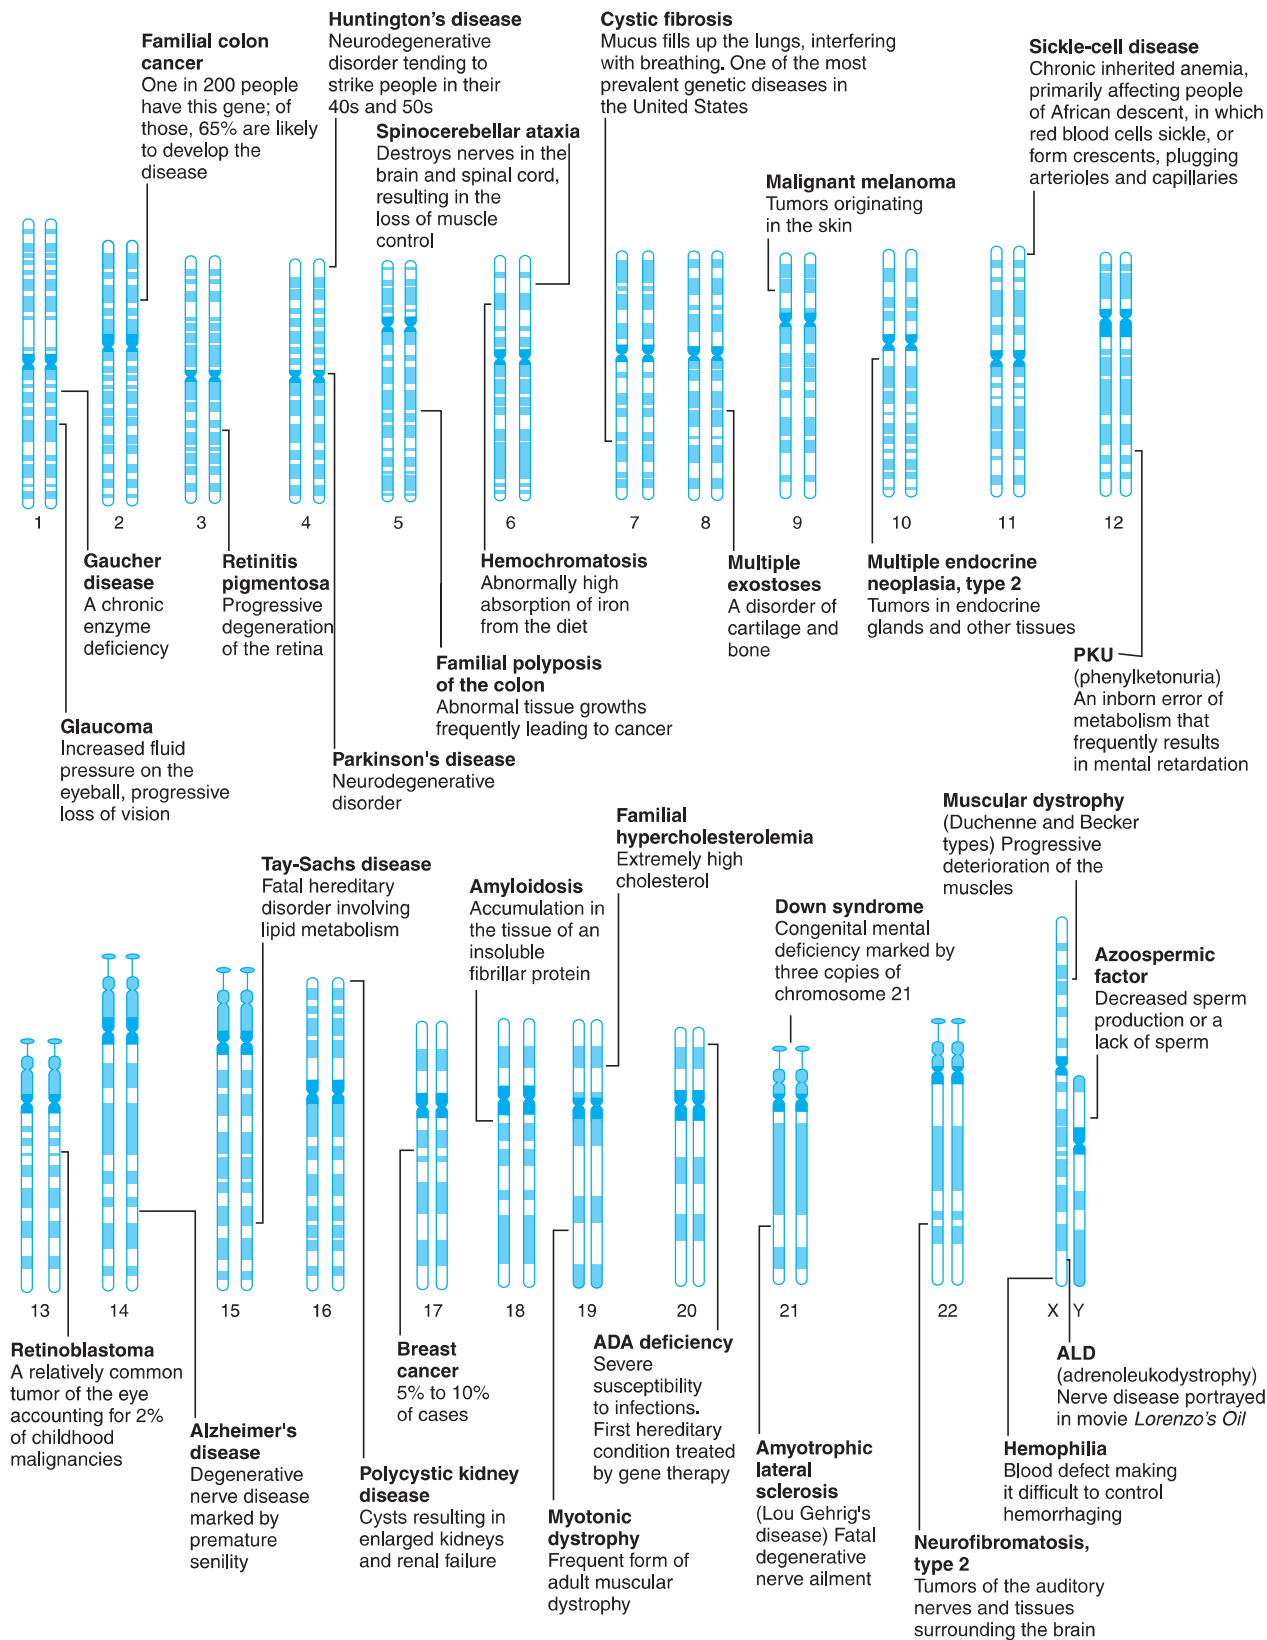 Familial colon
cancer
One in 200 people
have this gene; of
those, 65% are likely
to develop the
disease
Huntington's disease
Neurodegenerative
disorder tending to
strike people in their
40s and 50s
Spinocerebellar ataxia
Destroys nerves in the
brain and spinal cord,
resulting in the
loss of muscle
control
Cystic fibrosis
Mucus fills up the lungs, interfering
with breathing. One of the most
prevalent genetic diseases in
the United States
Malignant melanoma
Tumors originating
in the skin
Sickle-cell disease
Chronic inherited anemia,
primarily affecting people
of African descent, in which
red blood cells sickle, or
form crescents, plugging
arterioles and capillaries
1 2 3 4 5 6 7 8 9 10 11 12
Gaucher
disease
A chronic
enzyme
deficiency
Retinitis
pigmentosa
Progressive
degeneration
of the retina
Hemochromatosis
Abnormally high
absorption of iron
from the diet
Multiple
exostoses
A disorder of
cartilage and
bone
Multiple endocrine
neoplasia, type 2
Tumors in endocrine
glands and other tissues
Familial polyposis
of the colon
Abnormal tissue growths
frequently leading to cancer
PKU
(phenylketonuria)
An inborn error of
metabolism that
frequently results
in mental retardation
Glaucoma
Increased fluid
pressure on the
eyeball, progressive
loss of vision
Parkinson's disease
Neurodegenerative
disorder
Tay-Sachs disease
Fatal hereditary
disorder involving
lipid metabolism
Amyloidosis
Accumulation in
the tissue of an
insoluble
fibrillar protein
Familial
hypercholesterolemia
Extremely high
cholesterol
Down syndrome
Congenital mental
deficiency marked by
three copies of
chromosome 21
Muscular dystrophy
(Duchenne and Becker
types) Progressive
deterioration of the
muscles
Azoospermic
factor
Decreased sperm
production or a
lack of sperm
13 14 15 16 17 18 19 20 21 22 X Y
Retinoblastoma
A relatively common
tumor of the eye
accounting for 2%
of childhood
malignancies
Alzheimer's
disease
Degenerative
nerve disease
marked by
premature
senility
Polycystic kidney
disease
Cysts resulting in
enlarged kidneys
and renal failure
Breast
cancer
5% to 10%
of cases
Myotonic
dystrophy
Frequent form of
adult muscular
dystrophy
ADA deficiency
Severe
susceptibility
to infections.
First hereditary
condition treated
by gene therapy
Amyotrophic
lateral
sclerosis
(Lou Gehrig's
disease) Fatal
degenerative
nerve ailment
Neurofibromatosis,
type 2
Tumors of the auditory
nerves and tissues
surrounding the brain
Hemophilia
Blood defect making
it difficult to control
hemorrhaging
ALD
(adrenoleukodystrophy)
Nerve disease portrayed
in movie Lorenzo's Oil